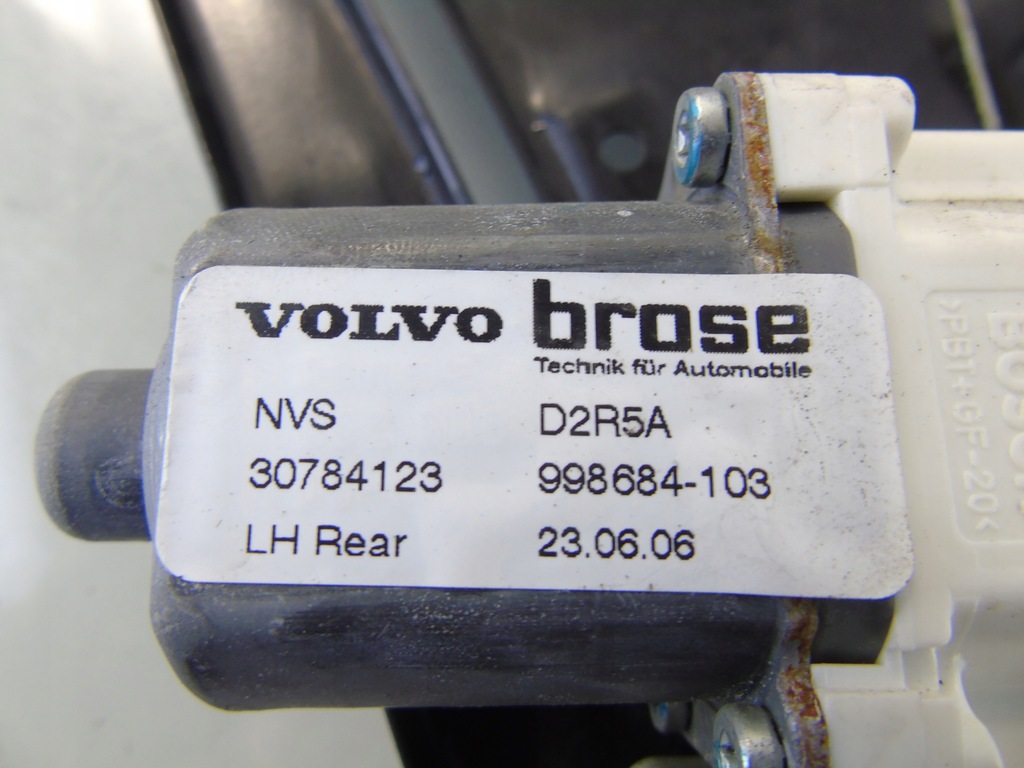 VOLVO brose
Technik für Automobile
NVS D2R5A
30784123 998684-103
LH Rear 23.06.06
>PBT+GF-20<